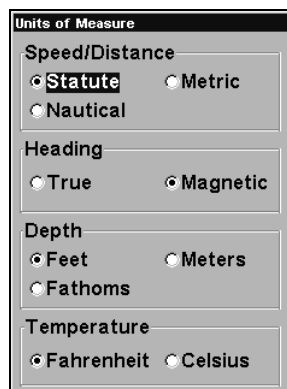 Units of Measure
Speed/Distance
Statute Metric
Nautical
Heading
True Magnetic
Depth
Feet Meters
Fathoms
Temperature
Fahrenheit Celsius